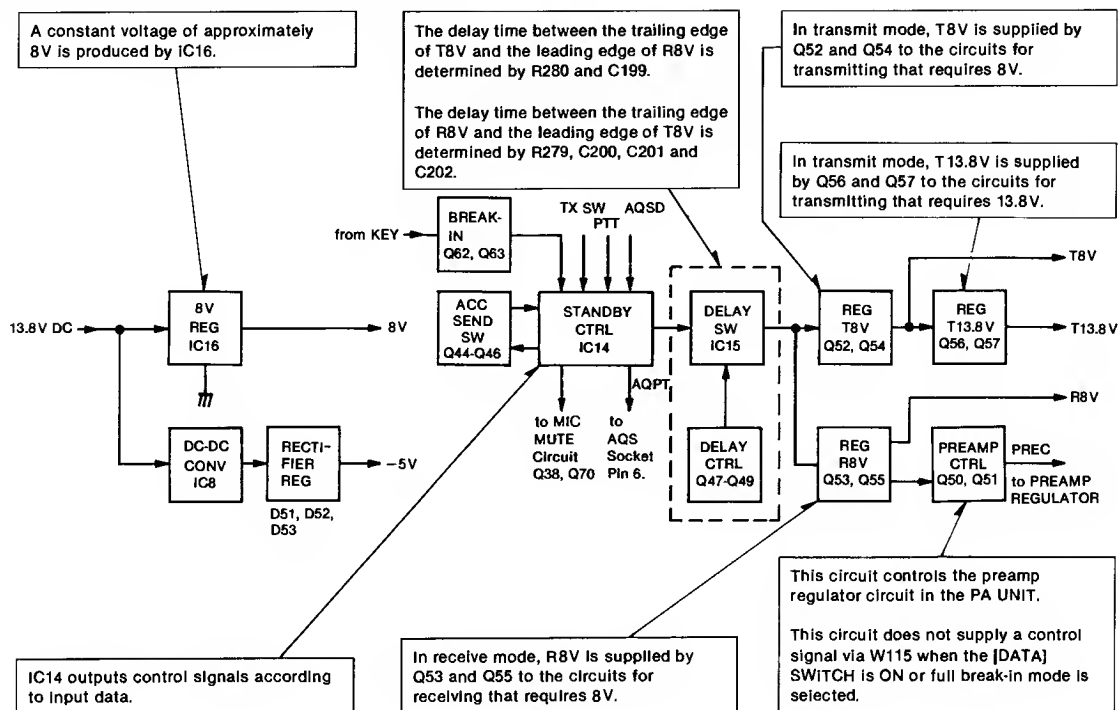 A constant voltage of approximately
8V is produced by IC16.
The delay time between the trailing edge
of T8V and the leading edge of R8V is
determined by R280 and C199.
The delay time between the trailing edge
of R8V and the leading edge of T8V is
determined by R279, C200, C201 and
C202.
In transmit mode, T8V is supplied by
Q52 and Q54 to the circuits for
transmitting that requires 8V.
In transmit mode, T13.8V is supplied
by Q56 and Q57 to the circuits for
transmitting that requires 13.8V.
from KEY
BREAK-
IN
Q62, Q63
TX SW
PTT
AQSD
13.8V DC
8V
REG
IC16
8V
ACC
SEND
SW
Q44-Q46
STANDBY
CTRL
IC14
DELAY
SW
IC15
REG
T8V
Q52, Q54
REG
T13.8V
Q56, Q57
T8V
T13.8V
AQPT
R8V
DC-DC
CONV
IC8
RECTI-
FIER
REG
-5V
D51, D52,
D53
to MIC
MUTE
Circuit
Q38, Q70
to
AQS
Socket
Pin 6.
DELAY
CTRL
Q47-Q49
REG
R8V
Q53, Q55
PREAMP
CTRL
Q50, Q51
PREC
to PREAMP
REGULATOR
IC14 outputs control signals according
to input data.
In receive mode, R8V is supplied by
Q53 and Q55 to the circuits for
receiving that requires 8V.
This circuit controls the preamp
regulator circuit in the PA UNIT.
This circuit does not supply a control
signal via W115 when the [DATA]
SWITCH is ON or full break-in mode is
selected.